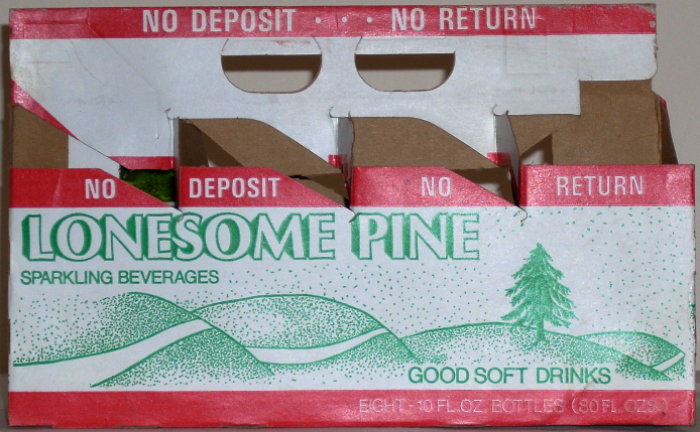 NO DEPOSIT · · · NO RETURN
NO DEPOSIT NO RETURN
LONESOME PINE
SPARKLING BEVERAGES
GOOD SOFT DRINKS
EIGHT-10 FL.OZ. BOTTLES (80 FL. OZS.)